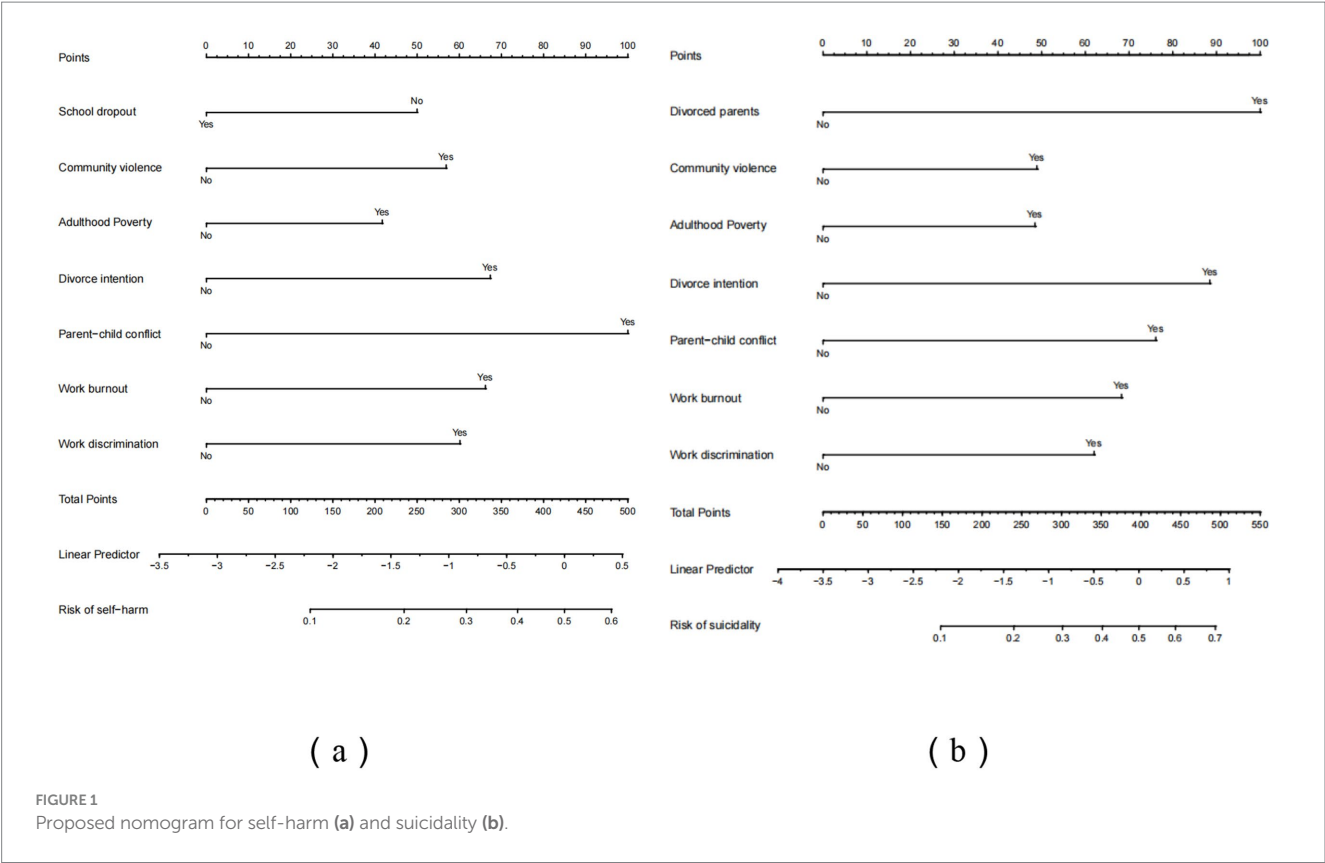 Points
0 10 20 30 40 50 60 70 80 90 100
School dropout
No
Yes
Community violence
Yes
No
Adulthood Poverty
Yes
No
Divorce intention
Yes
No
Parent−child conflict
Yes
No
Work burnout
Yes
No
Work discrimination
Yes
No
Total Points
0 50 100 150 200 250 300 350 400 450 500
Linear Predictor
−3.5 −3 −2.5 −2 −1.5 −1 −0.5 0 0.5
Risk of self−harm
0.1 0.2 0.3 0.4 0.5 0.6
( a )
Points
0 10 20 30 40 50 60 70 80 90 100
Divorced parents
Yes
No
Community violence
Yes
No
Adulthood Poverty
Yes
No
Divorce intention
Yes
No
Parent−child conflict
Yes
No
Work burnout
Yes
No
Work discrimination
Yes
No
Total Points
0 50 100 150 200 250 300 350 400 450 500 550
Linear Predictor
−4 −3.5 −3 −2.5 −2 −1.5 −1 −0.5 0 0.5 1
Risk of suicidality
0.1 0.2 0.3 0.4 0.5 0.6 0.7
( b )
FIGURE 1
Proposed nomogram for self-harm (a) and suicidality (b).